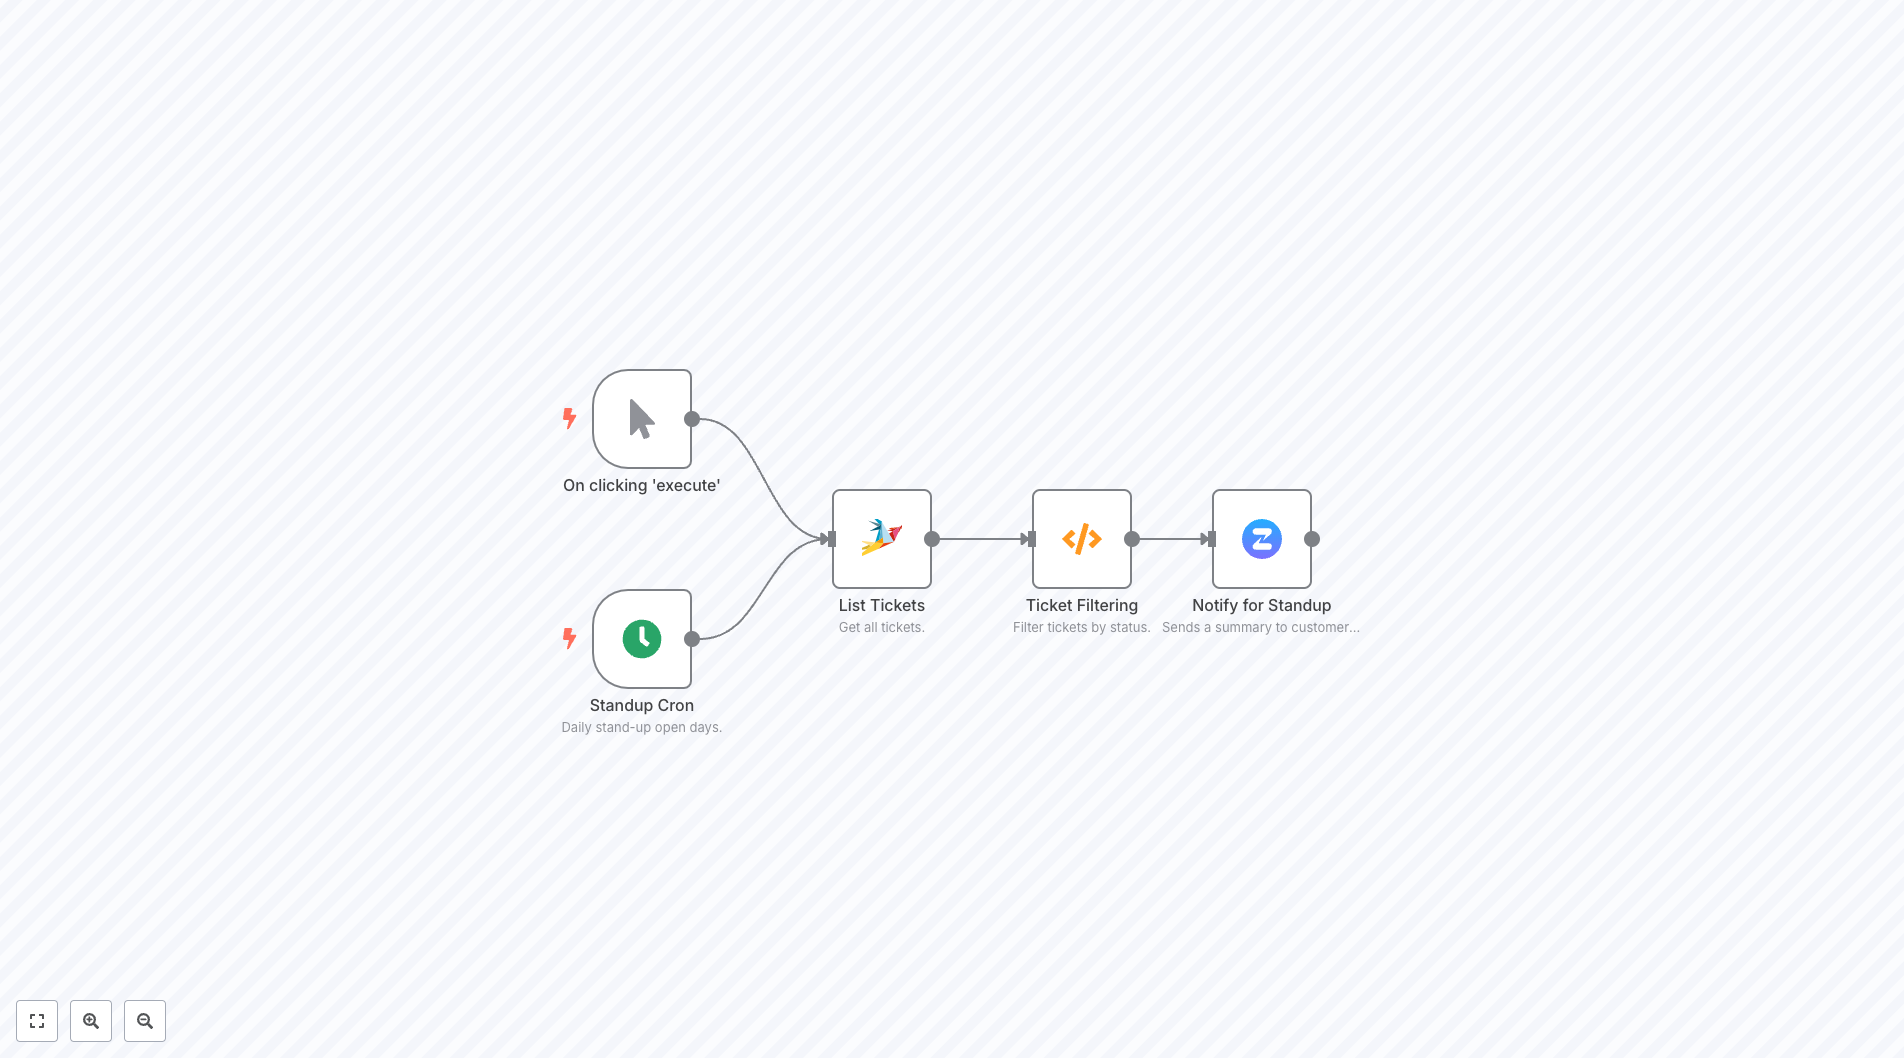 On clicking 'execute'
List Tickets
Get all tickets.
Ticket Filtering
Filter tickets by status.
Notify for Standup
Sends a summary to customer...
Standup Cron
Daily stand-up open days.